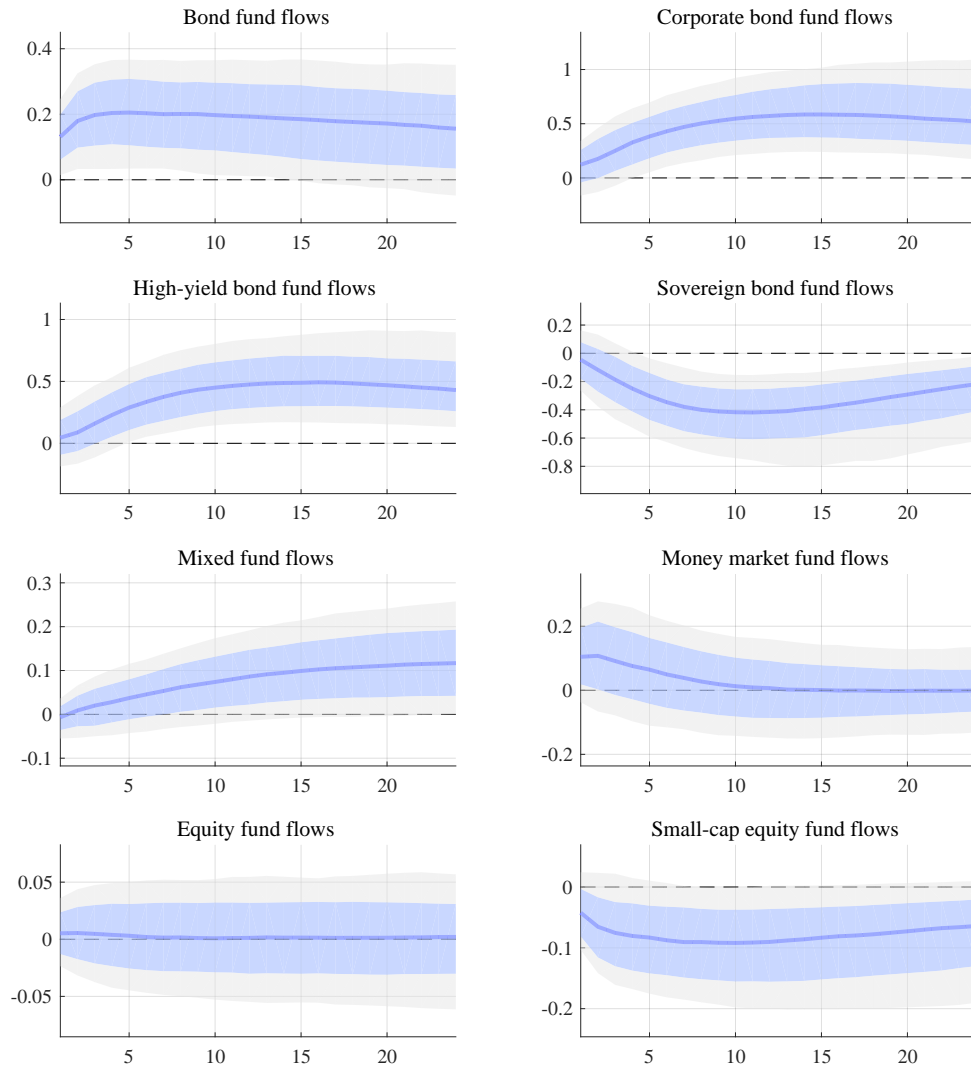 Bond fund flows
0.4
0.2
0
5 10 15 20
Corporate bond fund flows
1
0.5
0
5 10 15 20
High-yield bond fund flows
1
0.5
0
5 10 15 20
Sovereign bond fund flows
0.2
0
-0.2
-0.4
-0.6
-0.8
5 10 15 20
Mixed fund flows
0.3
0.2
0.1
0
-0.1
5 10 15 20
Money market fund flows
0.2
0
-0.2
5 10 15 20
Equity fund flows
0.05
0
-0.05
5 10 15 20
Small-cap equity fund flows
0
-0.1
-0.2
5 10 15 20